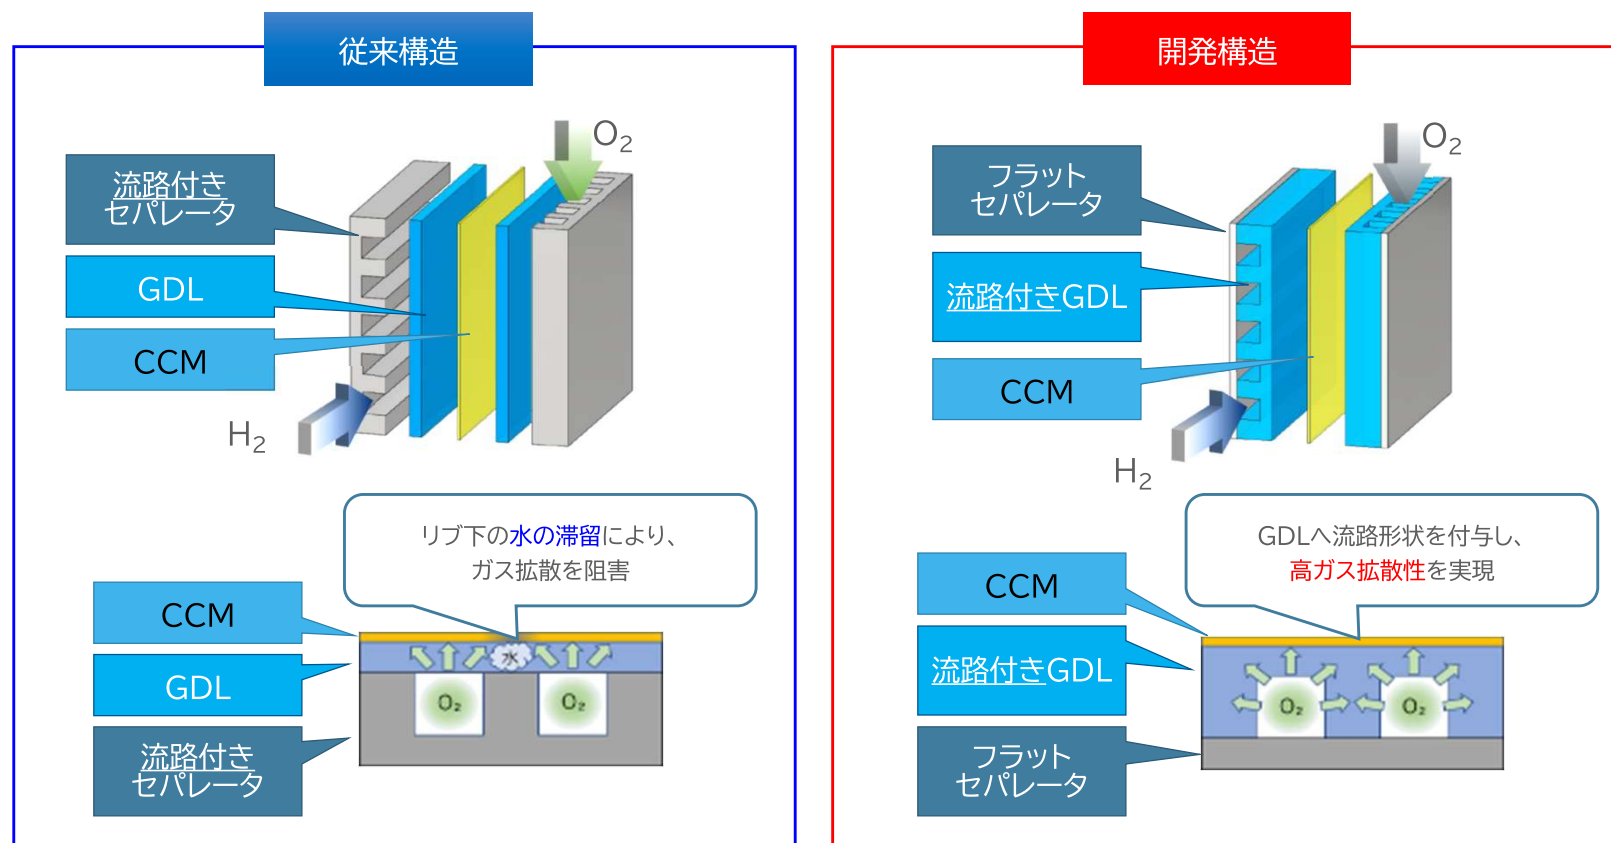 従来構造
O₂
流路付き
セパレータ
GDL
CCM
H₂
リブ下の水の滞留により、
ガス拡散を阻害
CCM
GDL
流路付き
セパレータ
水
O₂
O₂
開発構造
O₂
フラット
セパレータ
流路付きGDL
CCM
H₂
GDLへ流路形状を付与し、
高ガス拡散性を実現
CCM
流路付きGDL
フラット
セパレータ
O₂
O₂